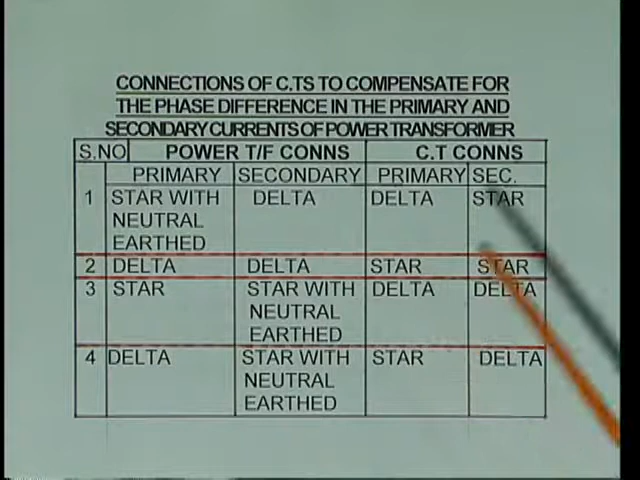 CONNECTIONS OF C.TS TO COMPENSATE FOR
THE PHASE DIFFERENCE IN THE PRIMARY AND
SECONDARY CURRENTS OF POWER TRANSFORMER
S.NO POWER T/F CONNS C.T CONNS
PRIMARY SECONDARY PRIMARY SEC.
1 STAR WITH DELTA DELTA STAR
NEUTRAL
EARTHED
2 DELTA DELTA STAR STAR
3 STAR STAR WITH DELTA DELTA
NEUTRAL
EARTHED
4 DELTA STAR WITH STAR DELTA
NEUTRAL
EARTHED